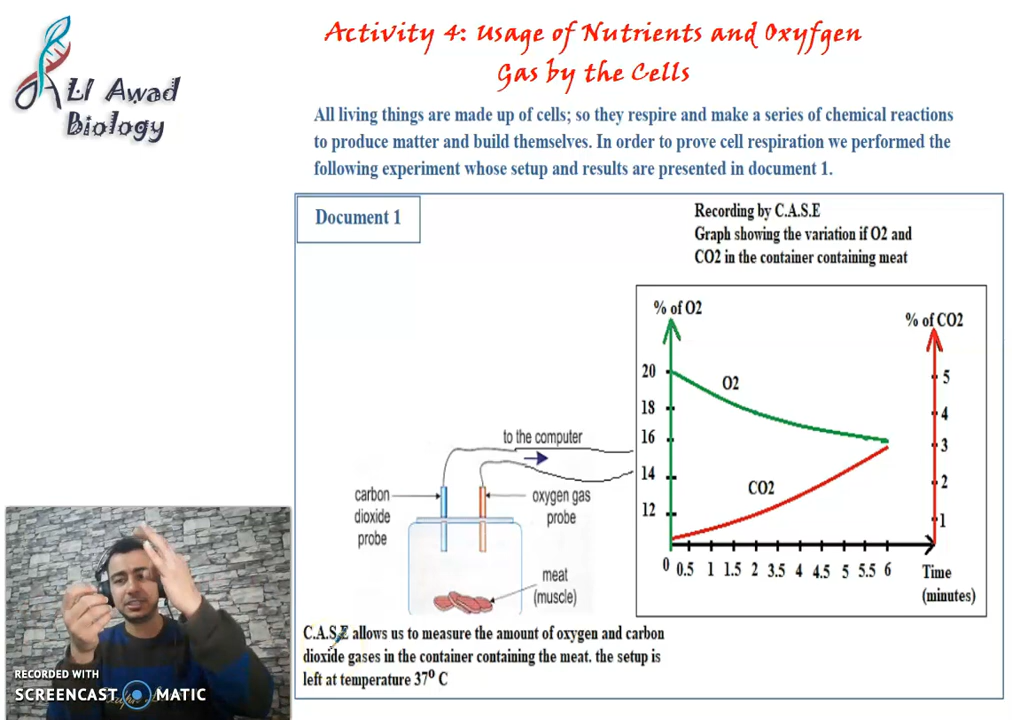 Activity 4: Usage of Nutrients and Oxyfgen
Gas by the Cells
ALI Awad
Biology
All living things are made up of cells; so they respire and make a series of chemical reactions
to produce matter and build themselves. In order to prove cell respiration we performed the
following experiment whose setup and results are presented in document 1.
Document 1
Recording by C.A.S.E
Graph showing the variation if O2 and
CO2 in the container containing meat
% of O2
% of CO2
20
18
16
14
12
O2
CO2
5
4
3
2
1
0 0.5 1 1.5 2 3.5 4 4.5 5 5.5 6
Time
(minutes)
to the computer
carbon
dioxide
probe
oxygen gas
probe
meat
(muscle)
C.A.S.E allows us to measure the amount of oxygen and carbon
dioxide gases in the container containing the meat. the setup is
left at temperature 37⁰ C
RECORDED WITH
SCREENCAST MATIC